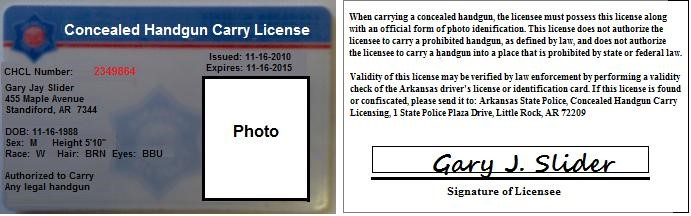 Concealed Handgun Carry License
Issued: 11-16-2010
Expires: 11-16-2015
CHCL Number: 2349864
Gary Jay Slider
455 Maple Avenue
Standiford, AR 7344
DOB: 11-16-1988
Sex: M Height 5'10"
Race: W Hair: BRN Eyes: BBU
Authorized to Carry
Any legal handgun
Photo
When carrying a concealed handgun, the licensee must possess this license along
with an official form of photo idenification. This license does not authorize the
licensee to carry a prohibited handgun, as defined by law, and does not authorize
the licensee to carry a handgun into a place that is prohibited by state or federal law.
Validity of this license may be verified by law enforcement by performing a validity
check of the Arkansas driver's license or identification card. If this license is found
or confiscated, please send it to: Arkansas State Police, Concealed Handgun Carry
Licensing, 1 State Police Plaza Drive, Little Rock, AR 72209
Gary J. Slider
Signature of Licensee